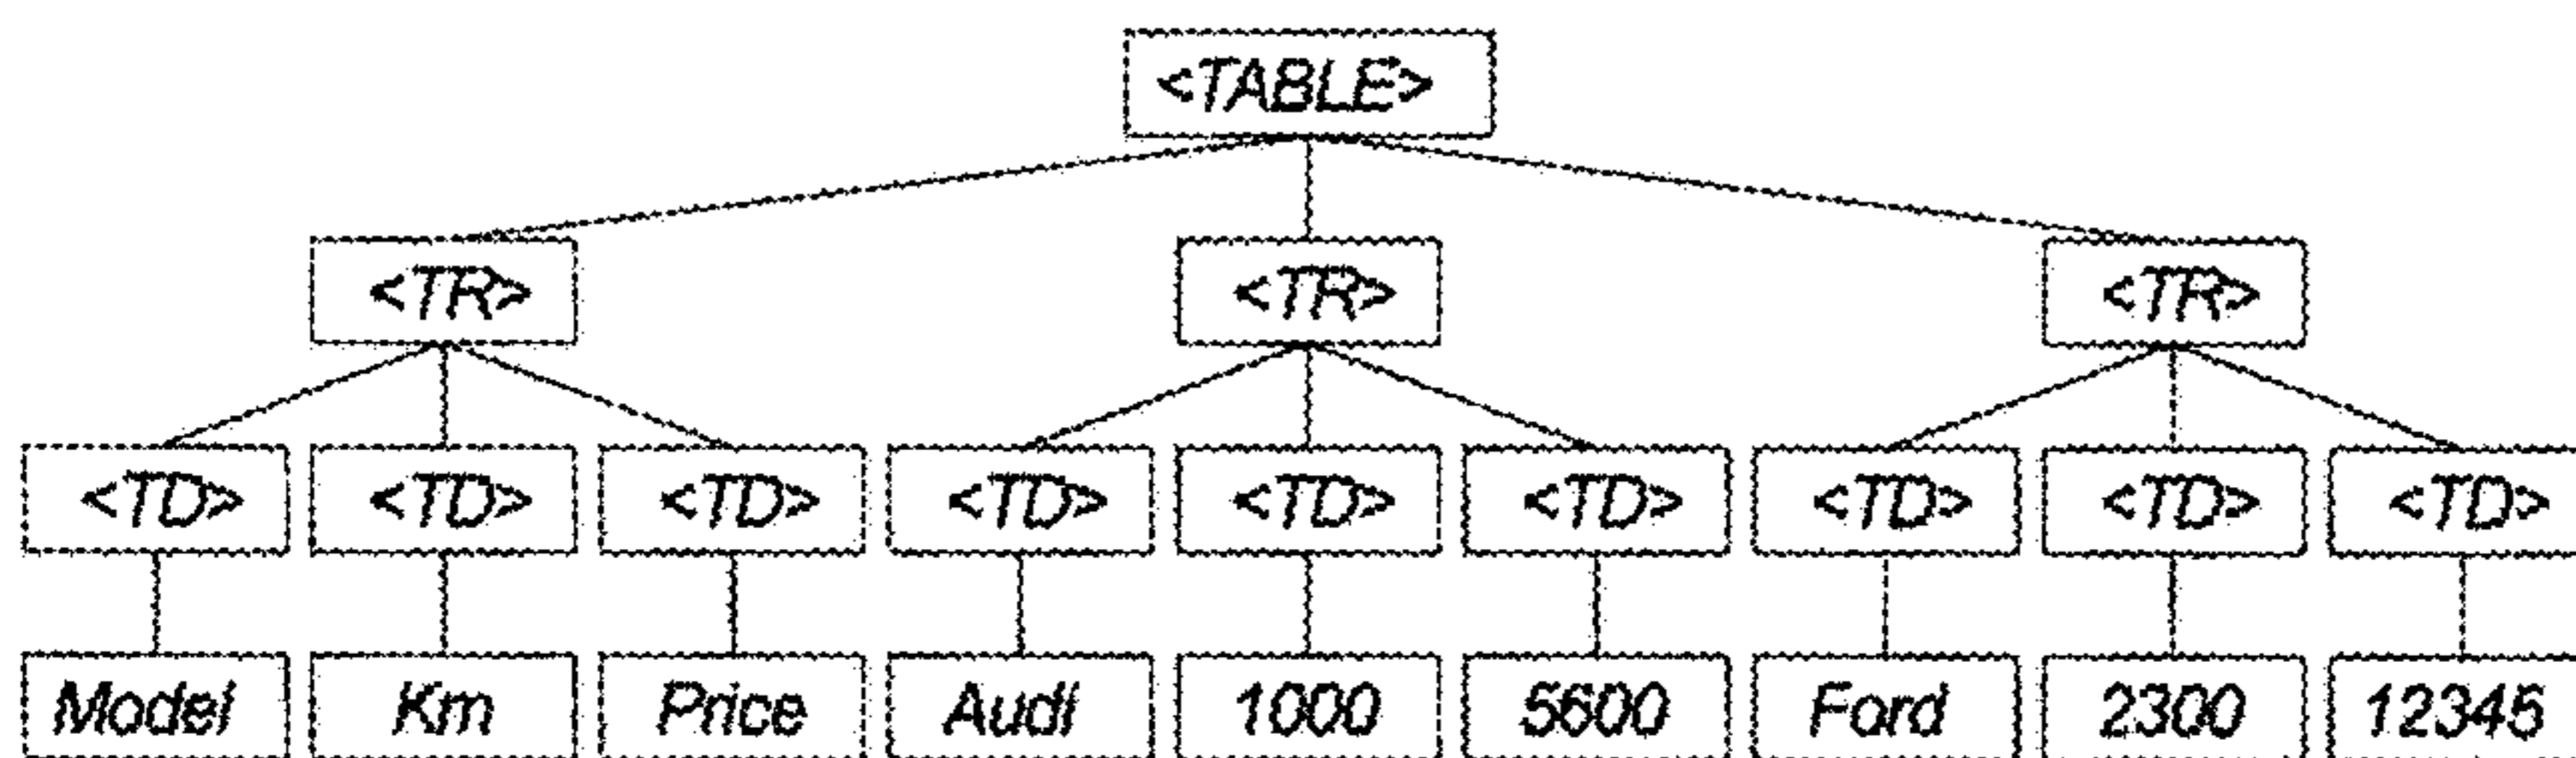 <TABLE>
<TR> <TR> <TR>
<TD> <TD> <TD> <TD> <TD> <TD> <TD> <TD> <TD>
Model Km Price Audi 1000 5600 Ford 2300 12345